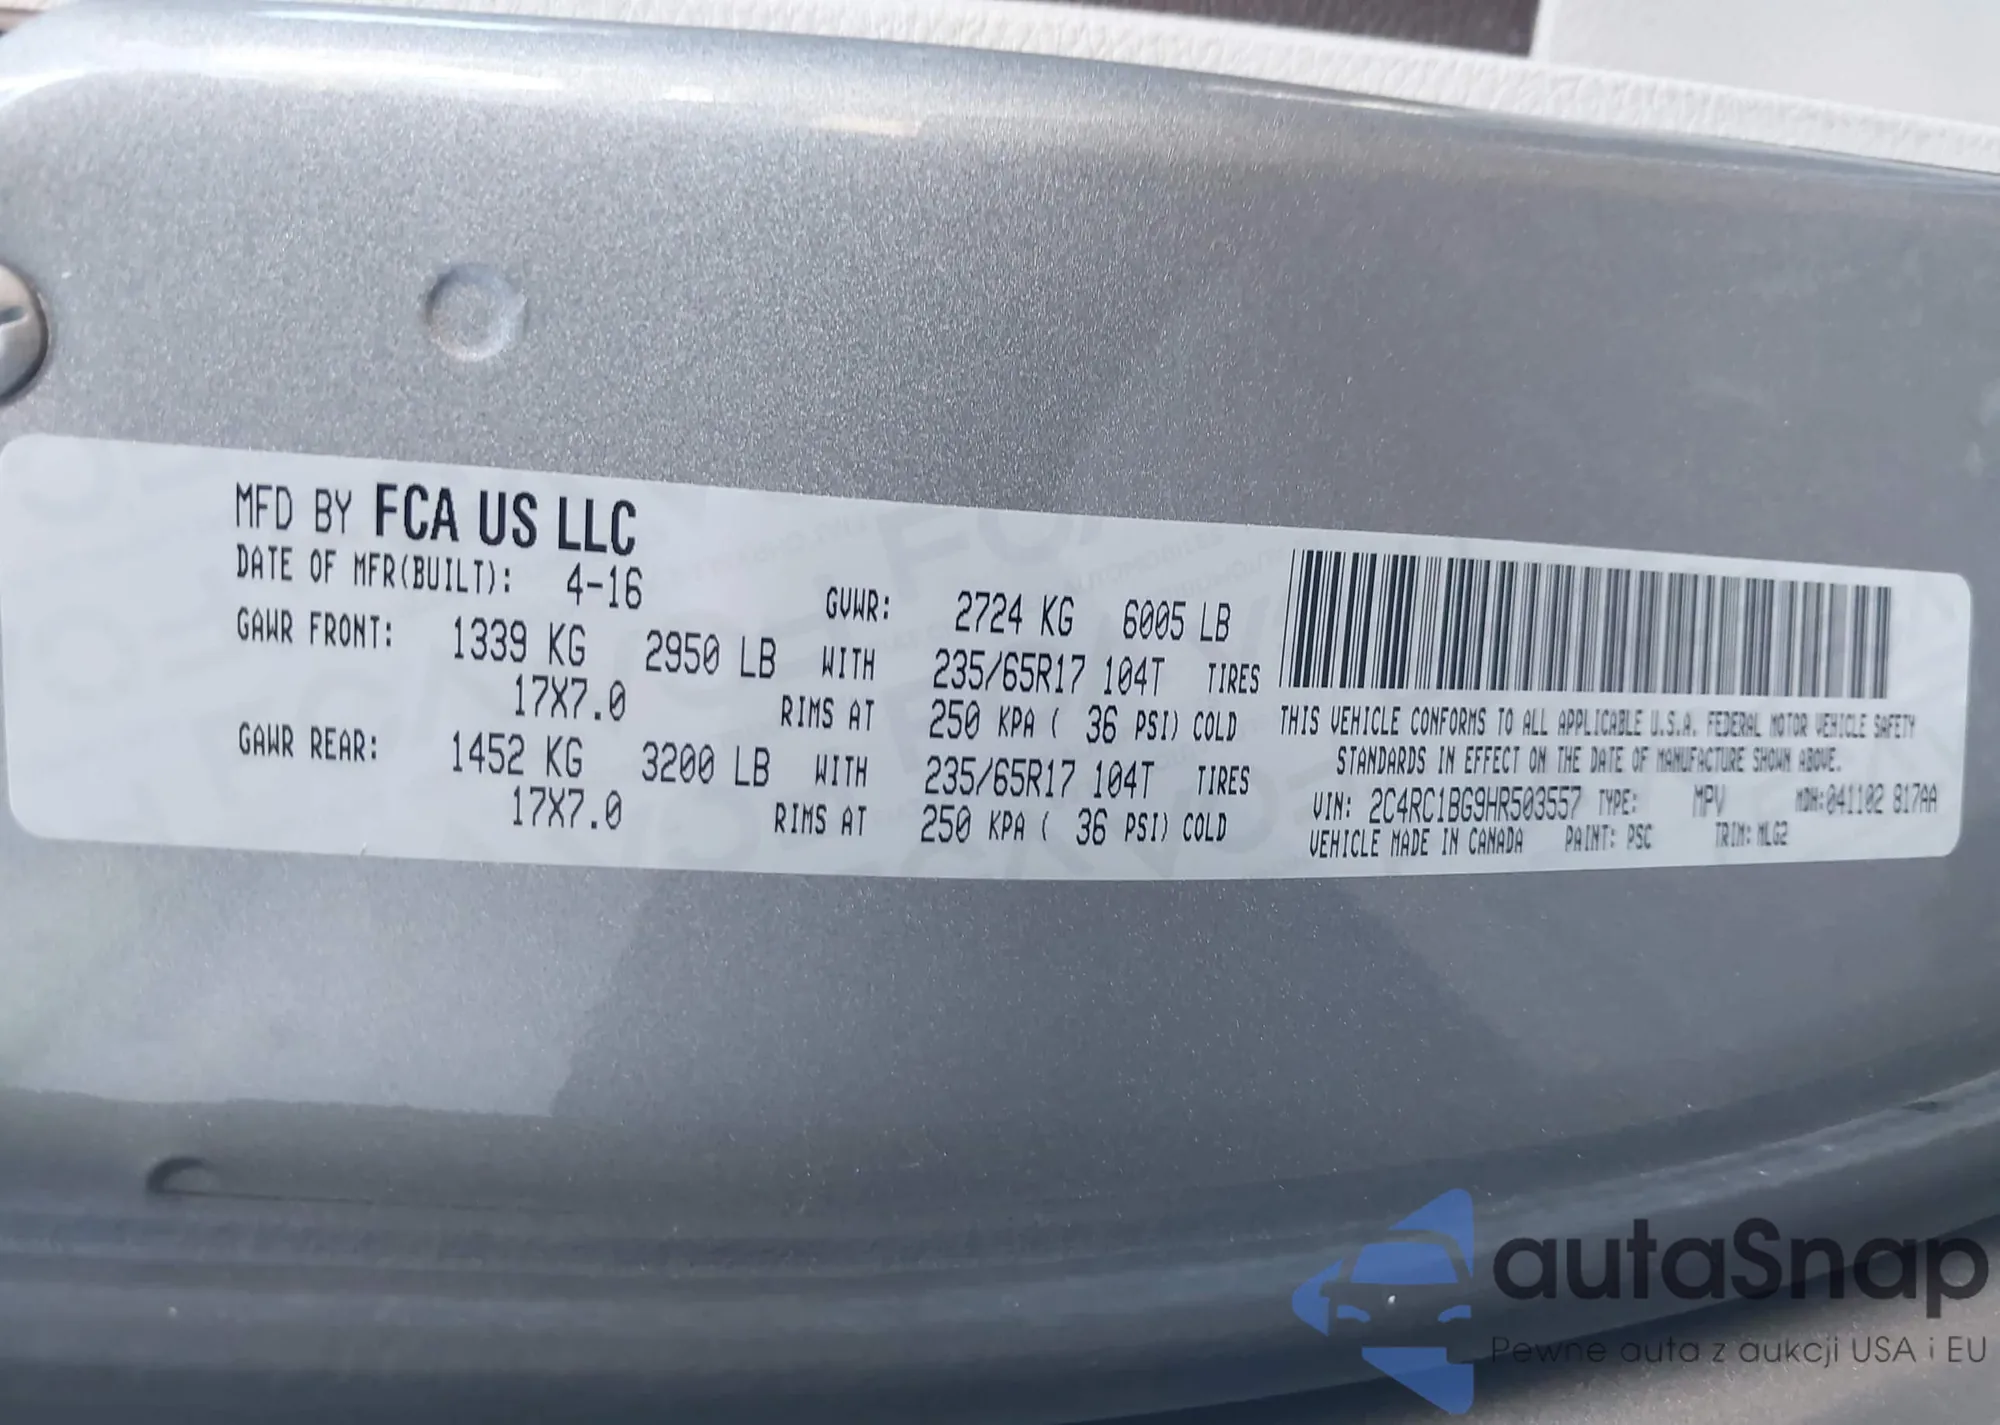 MFD BY FCA US LLC
DATE OF MFR(BUILT): 4-16 GVWR: 2724 KG 6005 LB
GAWR FRONT: 1339 KG 2950 LB WITH 235/65R17 104T TIRES
17X7.0 RIMS AT 250 KPA ( 36 PSI) COLD
GAWR REAR: 1452 KG 3200 LB WITH 235/65R17 104T TIRES
17X7.0 RIMS AT 250 KPA ( 36 PSI) COLD
THIS VEHICLE CONFORMS TO ALL APPLICABLE U.S.A. FEDERAL MOTOR VEHICLE SAFETY
STANDARDS IN EFFECT ON THE DATE OF MANUFACTURE SHOWN ABOVE.
VIN: 2C4RC1BG9HR503557 TYPE: MPV MDH:041102 817AA
VEHICLE MADE IN CANADA PAINT: PSC TRIM: MLG2
autaSnap
Pewne auta z aukcji USA i EU